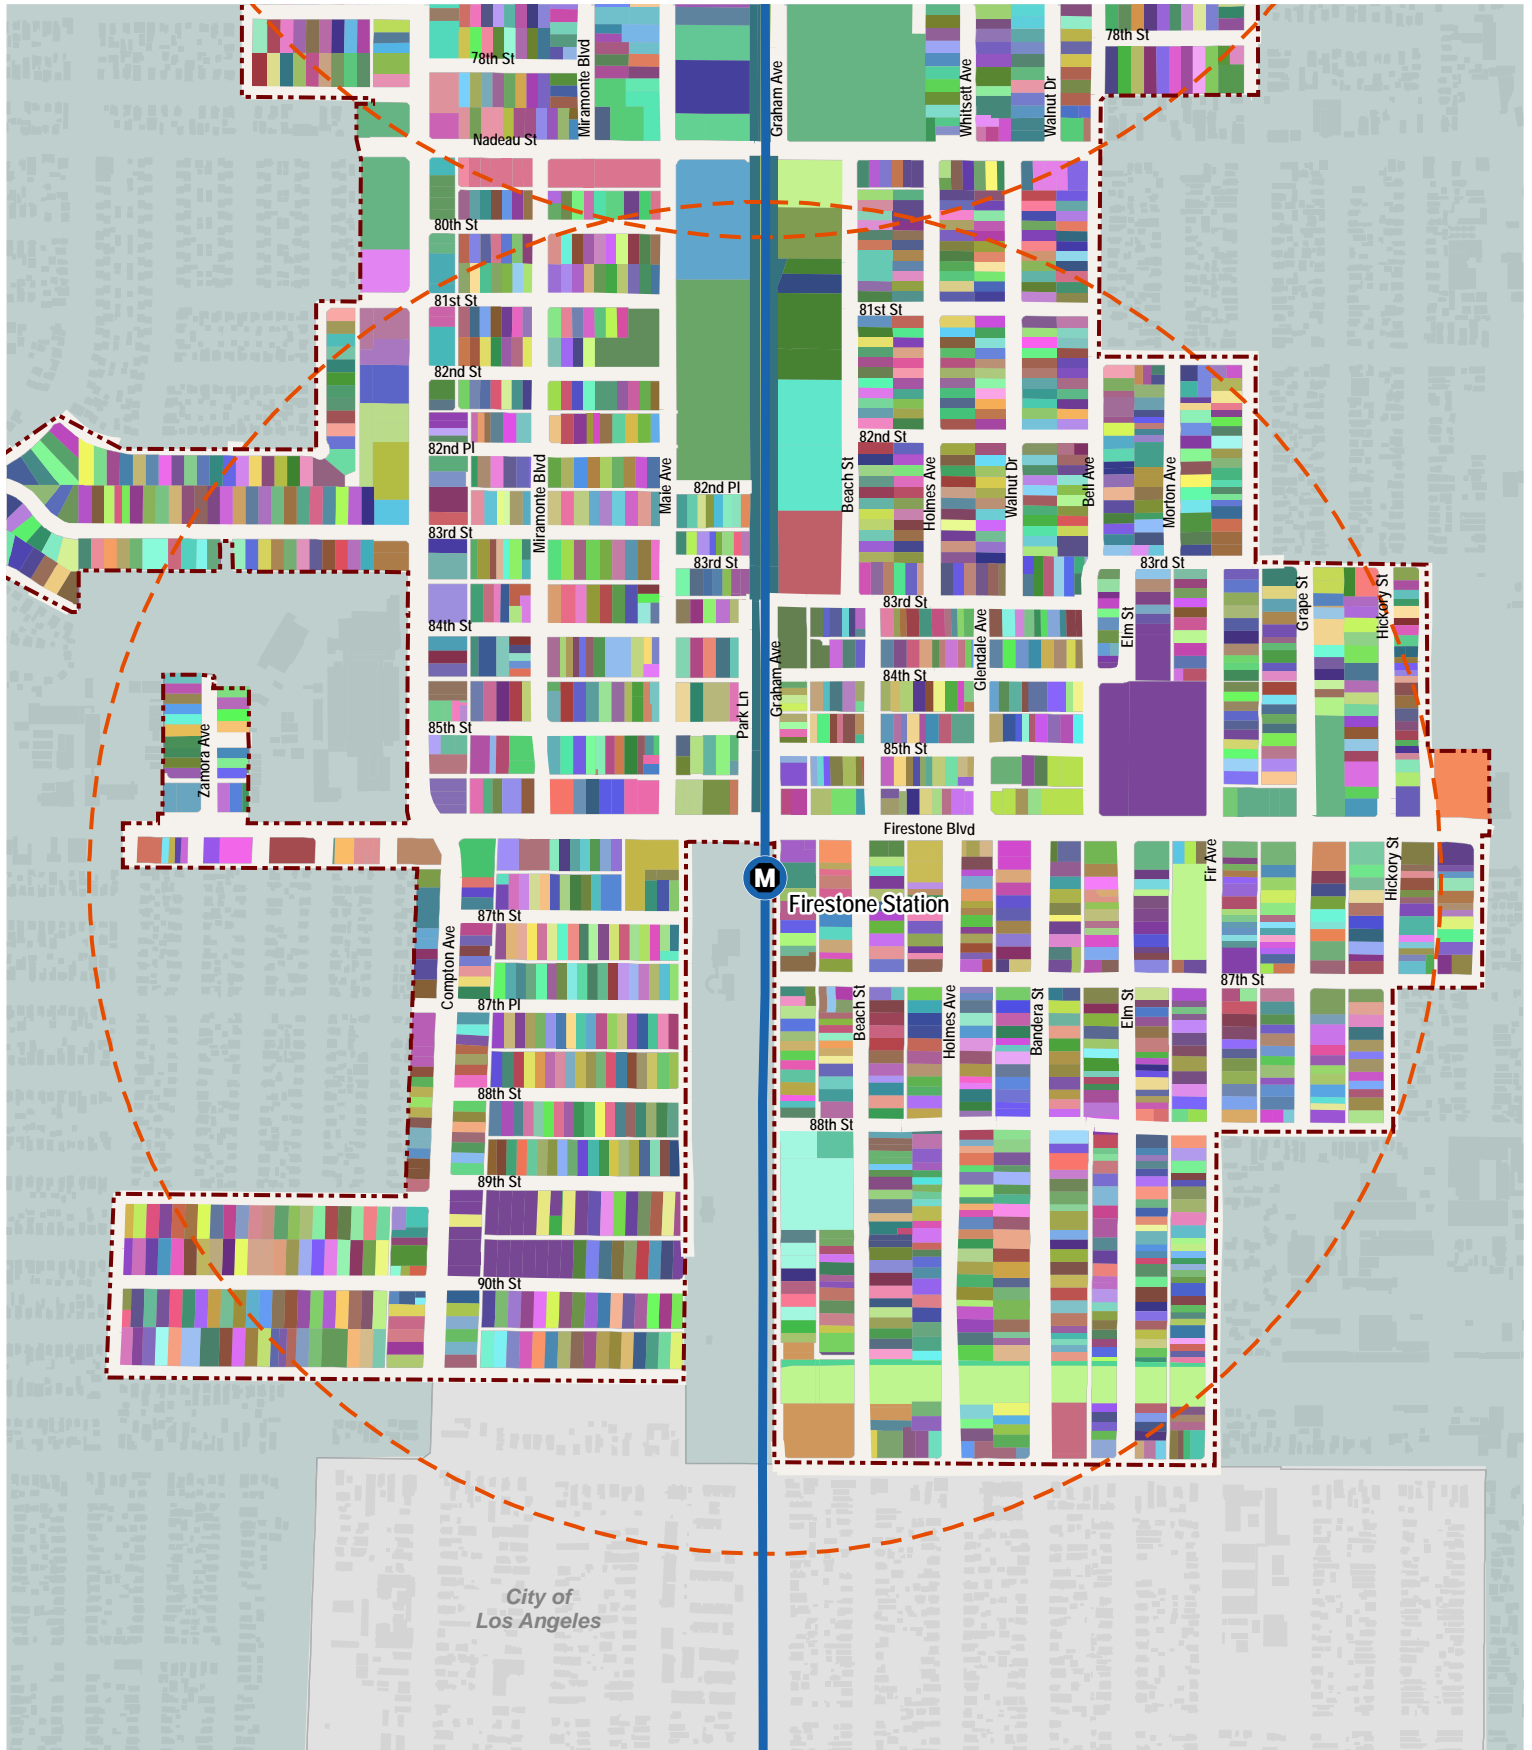 78th St
78th St
Miramonte Blvd
Graham Ave
Whitsett Ave
Walnut Dr
Nadeau St
80th St
81st St
81st St
82nd St
82nd St
82nd Pl
Miramonte Blvd
Maie Ave
82nd Pl
Beach St
Holmes Ave
Walnut Dr
Bell Ave
Morton Ave
83rd St
83rd St
83rd St
83rd St
Elm St
Grape St
Hickory St
84th St
Glendale Ave
84th St
Graham Ave
Park Ln
85th St
85th St
Zamora Ave
Firestone Blvd
Fir Ave
Hickory St
M
Firestone Station
87th St
Compton Ave
87th St
87th Pl
Beach St
Holmes Ave
Bandera St
Elm St
88th St
88th St
89th St
90th St
City of
Los Angeles